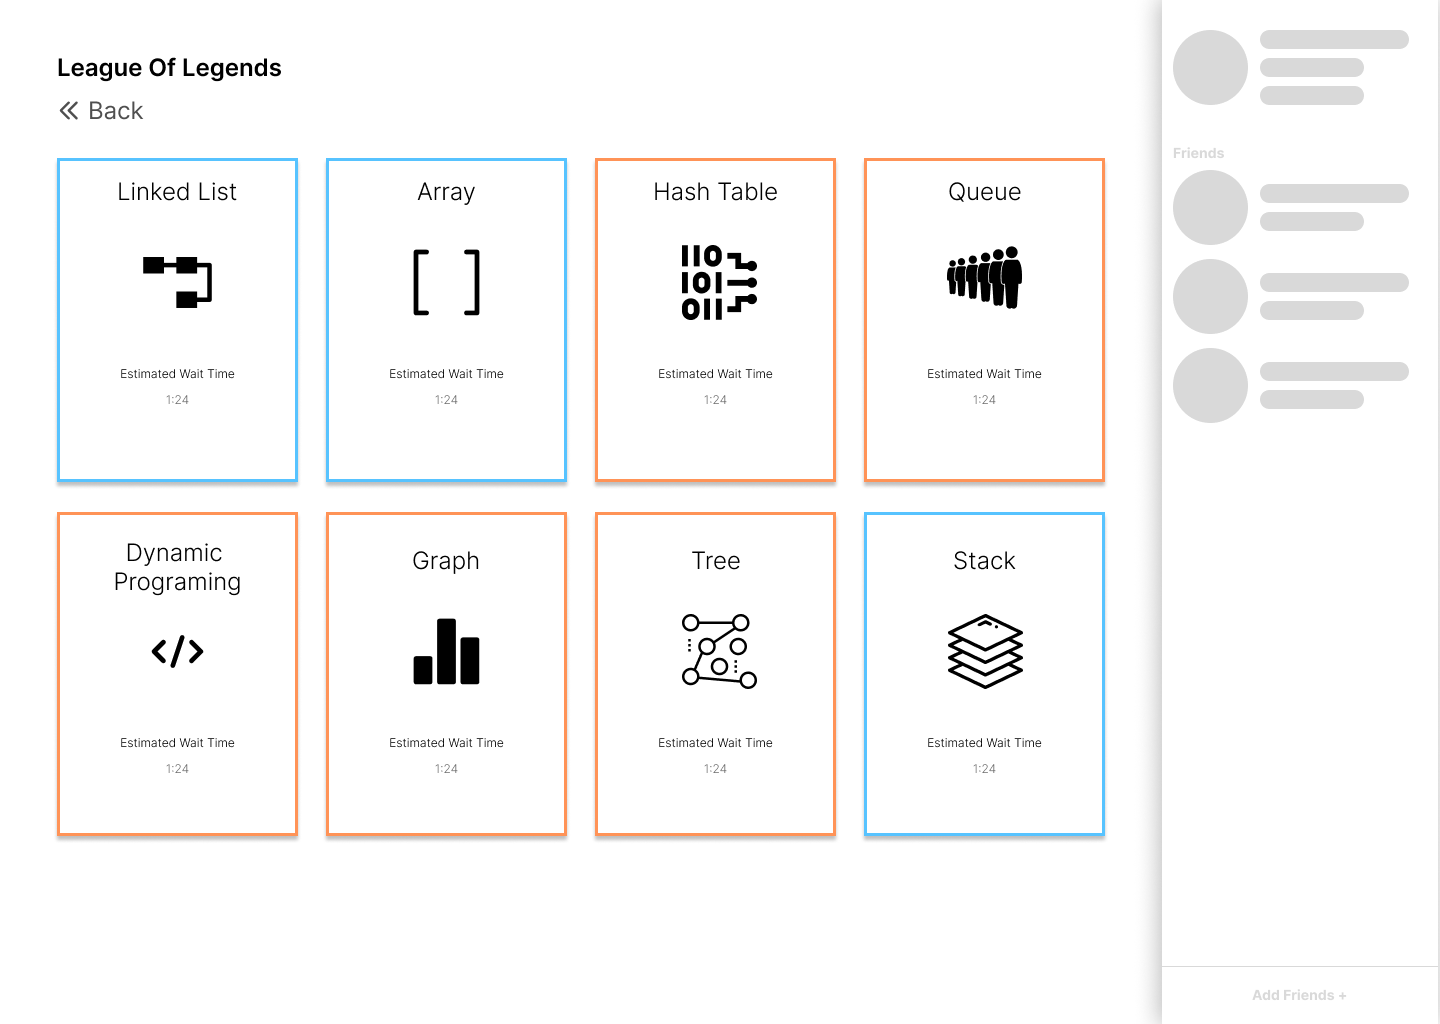 League Of Legends
Back
Linked List
Array
Hash Table
Queue
[ ]
110
101
011
Estimated Wait Time
Estimated Wait Time
Estimated Wait Time
Estimated Wait Time
1:24
1:24
1:24
1:24
Dynamic
Programing
Graph
Tree
Stack
</>
Estimated Wait Time
Estimated Wait Time
Estimated Wait Time
Estimated Wait Time
1:24
1:24
1:24
1:24
Friends
Add Friends +